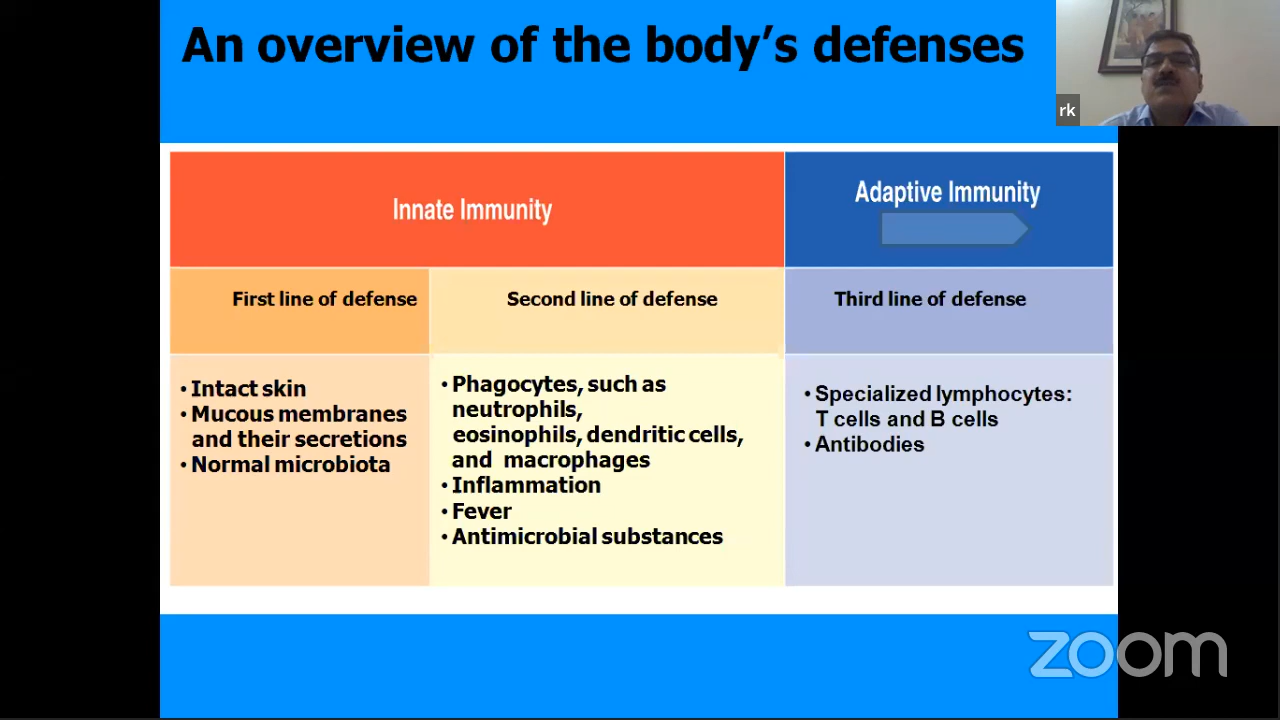 An overview of the body's defenses
rk
Innate Immunity
Adaptive Immunity
First line of defense
Second line of defense
Third line of defense
• Intact skin
• Mucous membranes
and their secretions
• Normal microbiota
• Phagocytes, such as
neutrophils,
eosinophils, dendritic cells,
and macrophages
• Inflammation
• Fever
• Antimicrobial substances
• Specialized lymphocytes:
T cells and B cells
• Antibodies
zoom